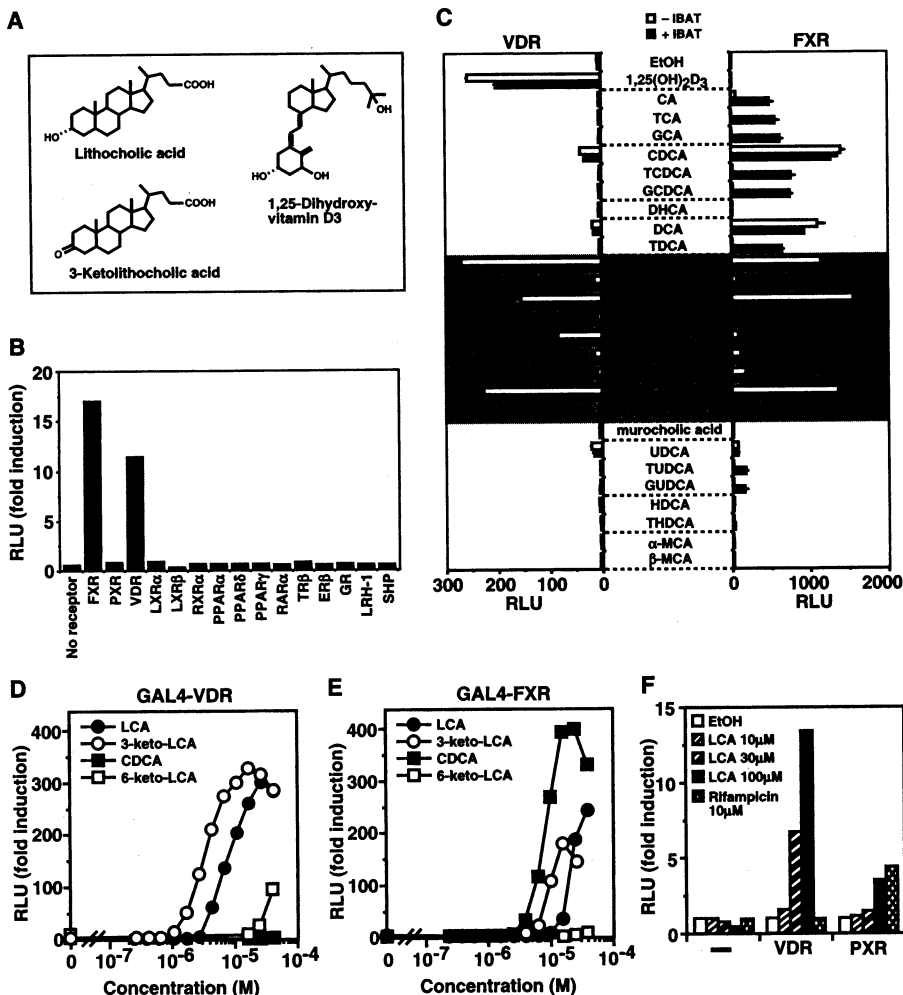 A
COOH
HO
Lithocholic acid
OH
HO
OH
COOH
1,25-Dihydroxy-
vitamin D3
O
3-Ketolithocholic acid
B
RLU (fold induction)
20
15
10
5
0
No receptor
FXR
PXR
VDR
LXRα
LXRβ
RXRα
PPARα
PPARδ
PPARγ
RARα
TRβ
ERβ
GR
LRH-1
SHP
C
– IBAT
+ IBAT
VDR
FXR
EtOH
1,25(OH)2D3
CA
TCA
GCA
CDCA
TCDCA
GCDCA
DHCA
DCA
TDCA
murocholic acid
UDCA
TUDCA
GUDCA
HDCA
THDCA
α-MCA
β-MCA
300 200 100 0
RLU
0 1000 2000
RLU
D
GAL4-VDR
LCA
3-keto-LCA
CDCA
6-keto-LCA
RLU (fold induction)
400
300
200
100
0
0 10-7 10-6 10-5 10-4
Concentration (M)
E
GAL4-FXR
LCA
3-keto-LCA
CDCA
6-keto-LCA
RLU (fold induction)
400
300
200
100
0
0 10-7 10-6 10-5 10-4
Concentration (M)
F
EtOH
LCA 10µM
LCA 30µM
LCA 100µM
Rifampicin
10µM
RLU (fold induction)
15
10
5
0
– VDR PXR